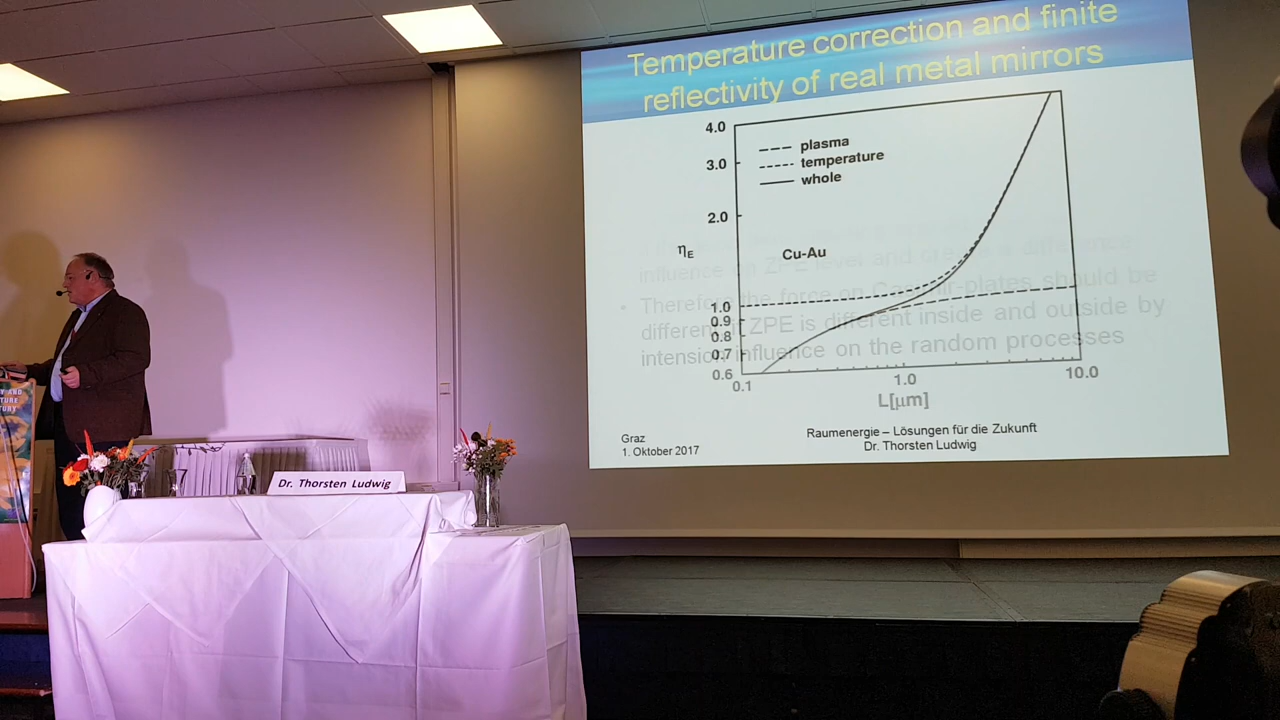 Temperature correction and finite
reflectivity of real metal mirrors
4.0
3.0
2.0
1.0
0.9
0.8
0.7
0.6
ηE
plasma
temperature
whole
Cu-Au
0.1
1.0
10.0
L[μm]
influence on ZPE level and create a difference
• Therefore the force on Casimir-plates should be
different if ZPE is different inside and outside by
intension influence on the random processes
Graz
1. Oktober 2017
Raumenergie – Lösungen für die Zukunft
Dr. Thorsten Ludwig
Dr. Thorsten Ludwig
AND
TURE
TURY